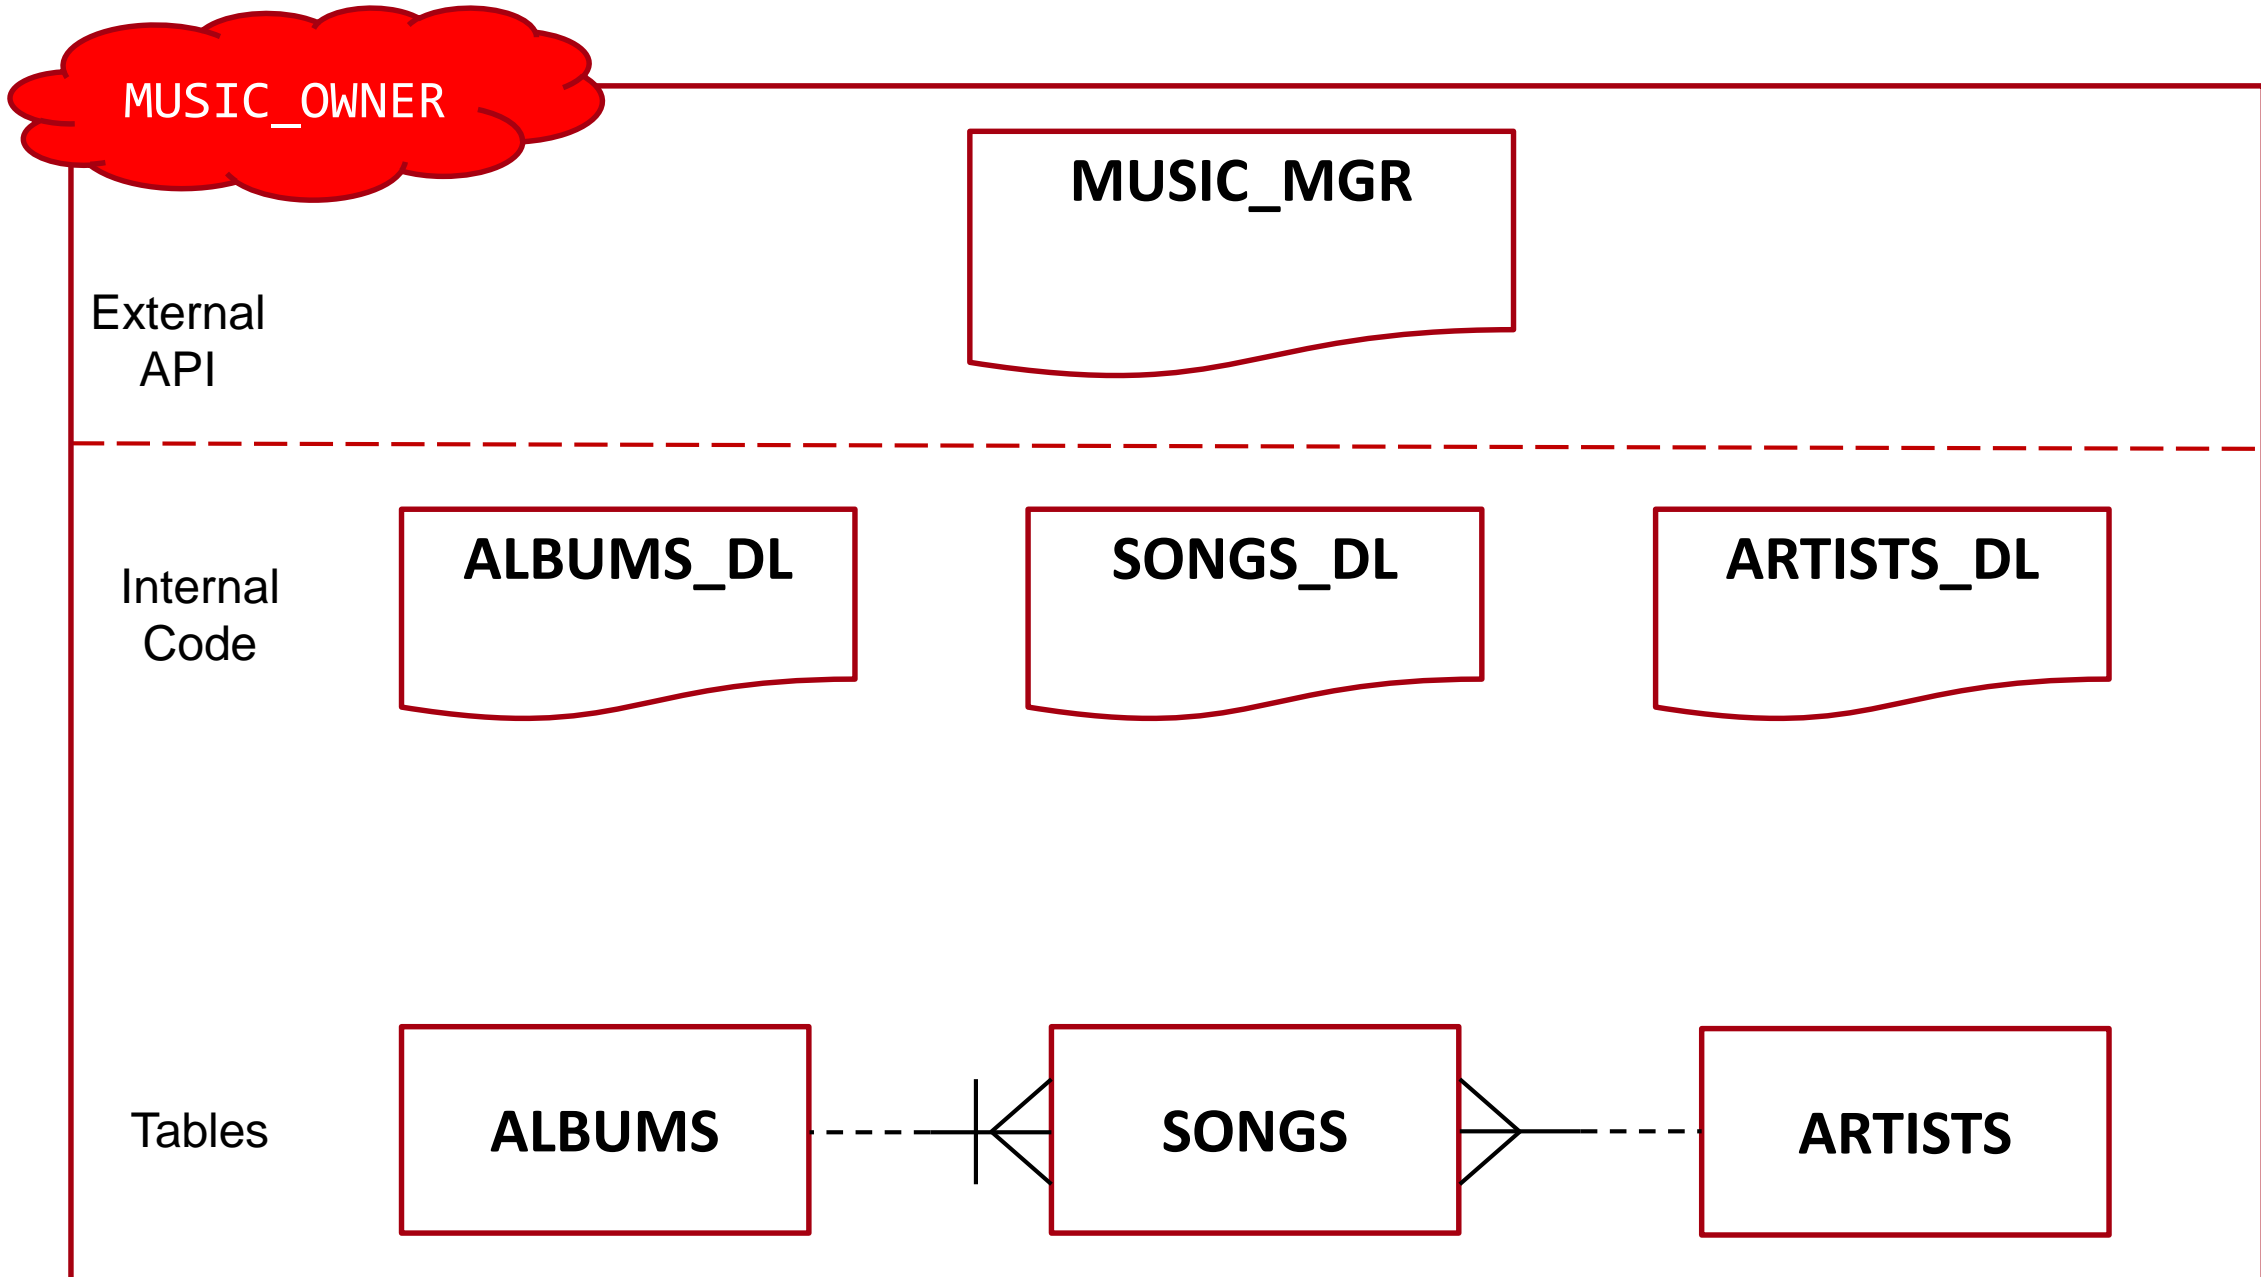 MUSIC_OWNER
MUSIC_MGR
External
API
ALBUMS_DL
SONGS_DL
ARTISTS_DL
Internal
Code
Tables
ALBUMS
SONGS
ARTISTS